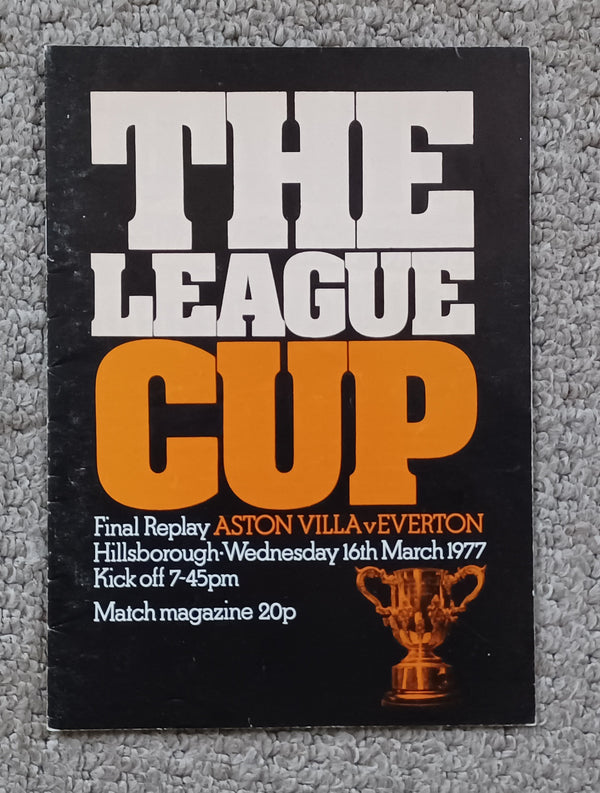 THE
LEAGUE
CUP
Final Replay ASTON VILLA v EVERTON
Hillsborough·Wednesday 16th March 1977
Kick off 7-45pm
Match magazine 20p